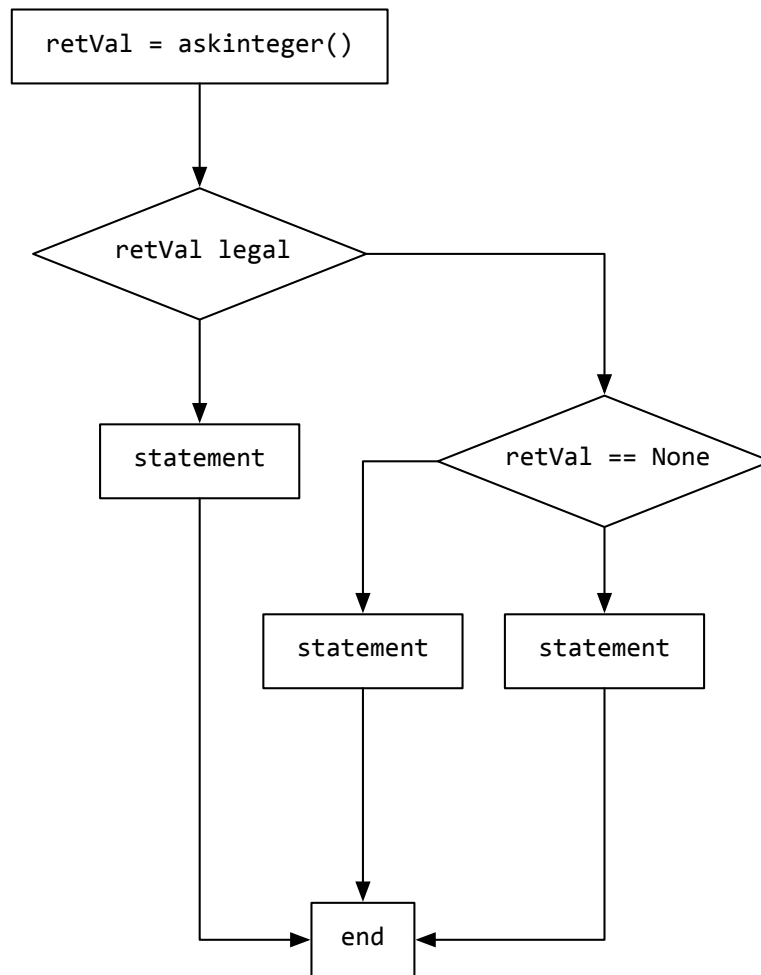 retVal = askinteger()
retVal legal
statement
retVal == None
statement
statement
end